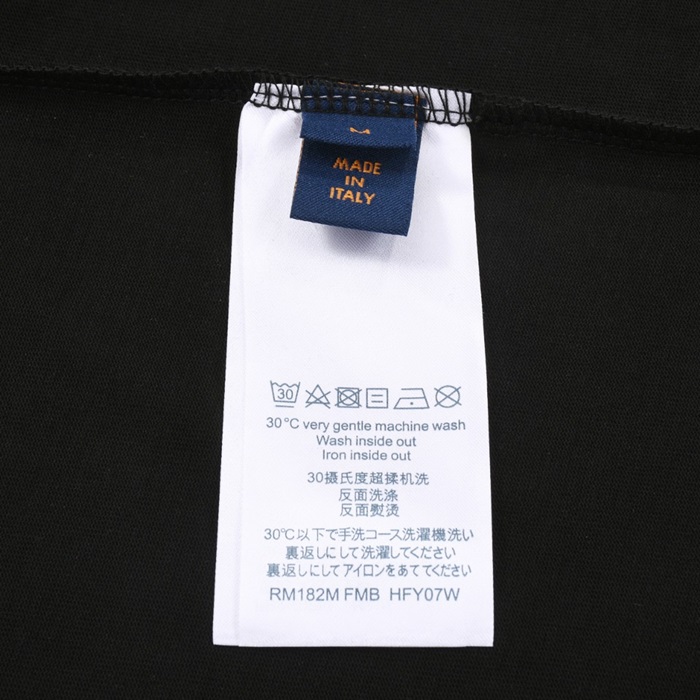 MADE
IN
ITALY
30
30°C very gentle machine wash
Wash inside out
Iron inside out
30摄氏度超揉机洗
反面洗涤
反面熨烫
30℃以下で手洗コース洗濯機洗い
裏返しにして洗濯してください
裏返しにしてアイロンをあててください
RM182M FMB HFY07W